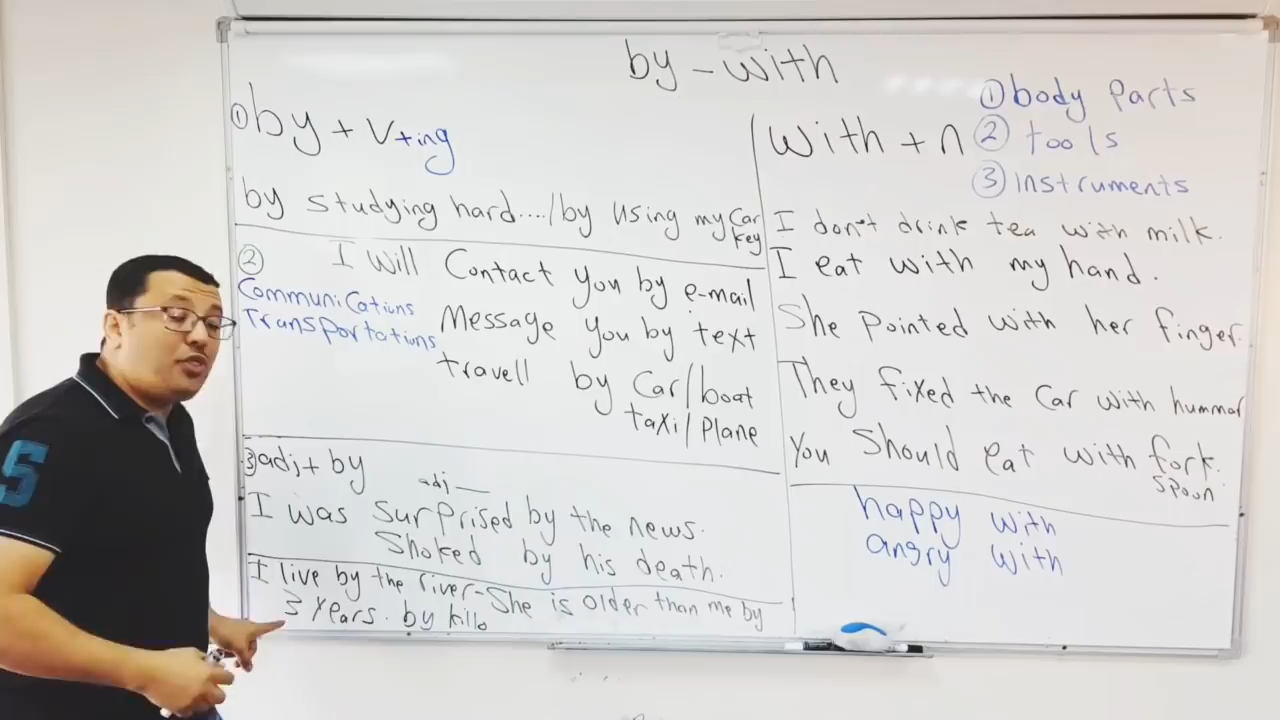 by - with
① by + v+ing
by studying hard..../by using my car
key
②
Communications
Transportations
I will contact you by e-mail
Message you by text
travell by car/boat
taxi/plane
③ adj + by
adj —
I was surprised by the news.
Shoked by his death.
I live by the river - She is older than me by
3 years. by killo
with + n
① body parts
② tools
③ instruments
I don't drink tea with milk.
I eat with my hand.
She pointed with her finger.
They fixed the car with hummar
You should eat with fork.
spoon
happy with
angry with
5